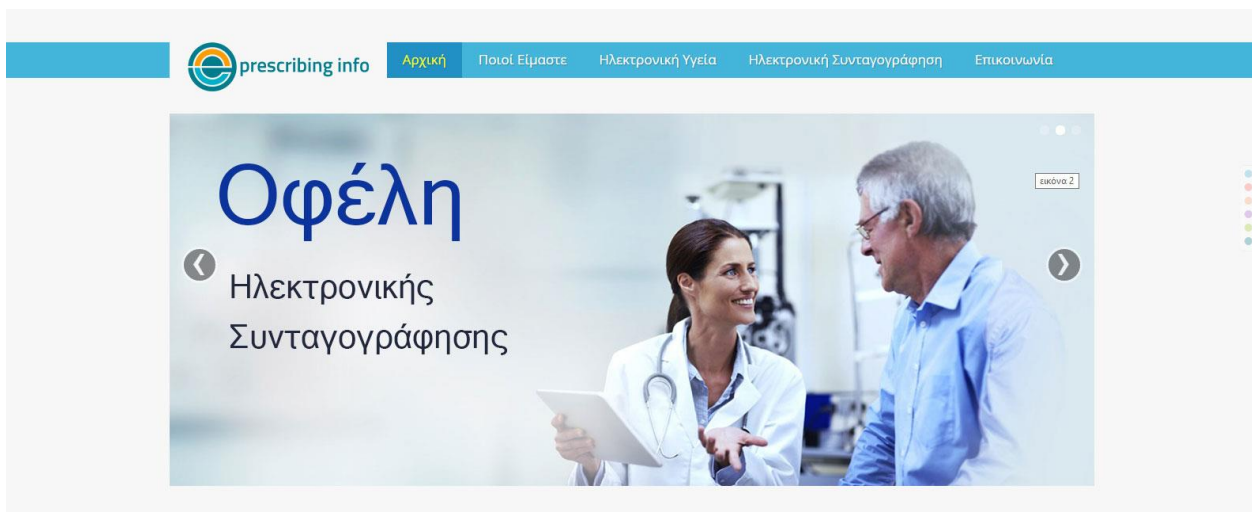 prescribing info
Αρχική
Ποιοί Είμαστε
Ηλεκτρονική Υγεία
Ηλεκτρονική Συνταγογράφηση
Επικοινωνία
Οφέλη
εικόνα 2
Ηλεκτρονικής
Συνταγογράφησης